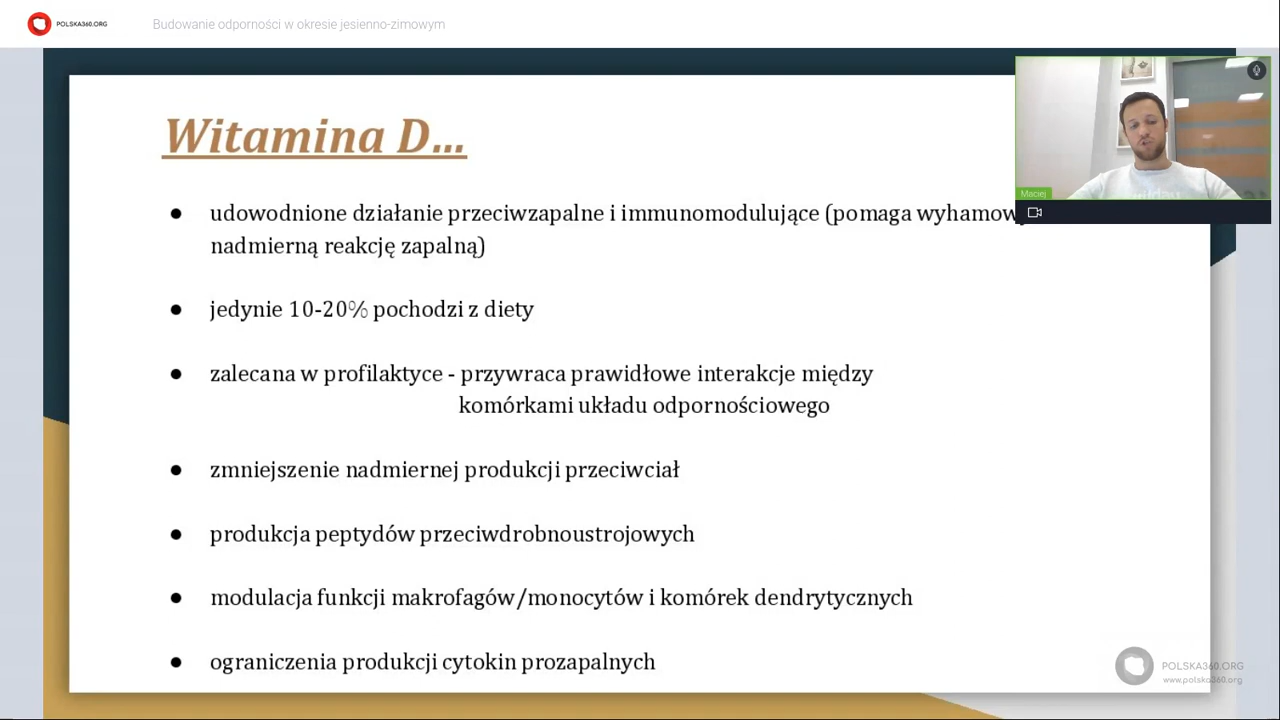 POLSKA360.ORG
Budowanie odporności w okresie jesienno-zimowym
Witamina D...
● udowodnione działanie przeciwzapalne i immunomodulujące (pomaga
nadmierną reakcję zapalną)
● jedynie 10-20% pochodzi z diety
● zalecana w profilaktyce - przywraca prawidłowe interakcje między
komórkami układu odpornościowego
● zmniejszenie nadmiernej produkcji przeciwciał
● produkcja peptydów przeciwdrobnoustrojowych
● modulacja funkcji makrofagów/monocytów i komórek dendrytycznych
● ograniczenia produkcji cytokin prozapalnych
Maciej
POLSKA360.ORG
www.polska360.org